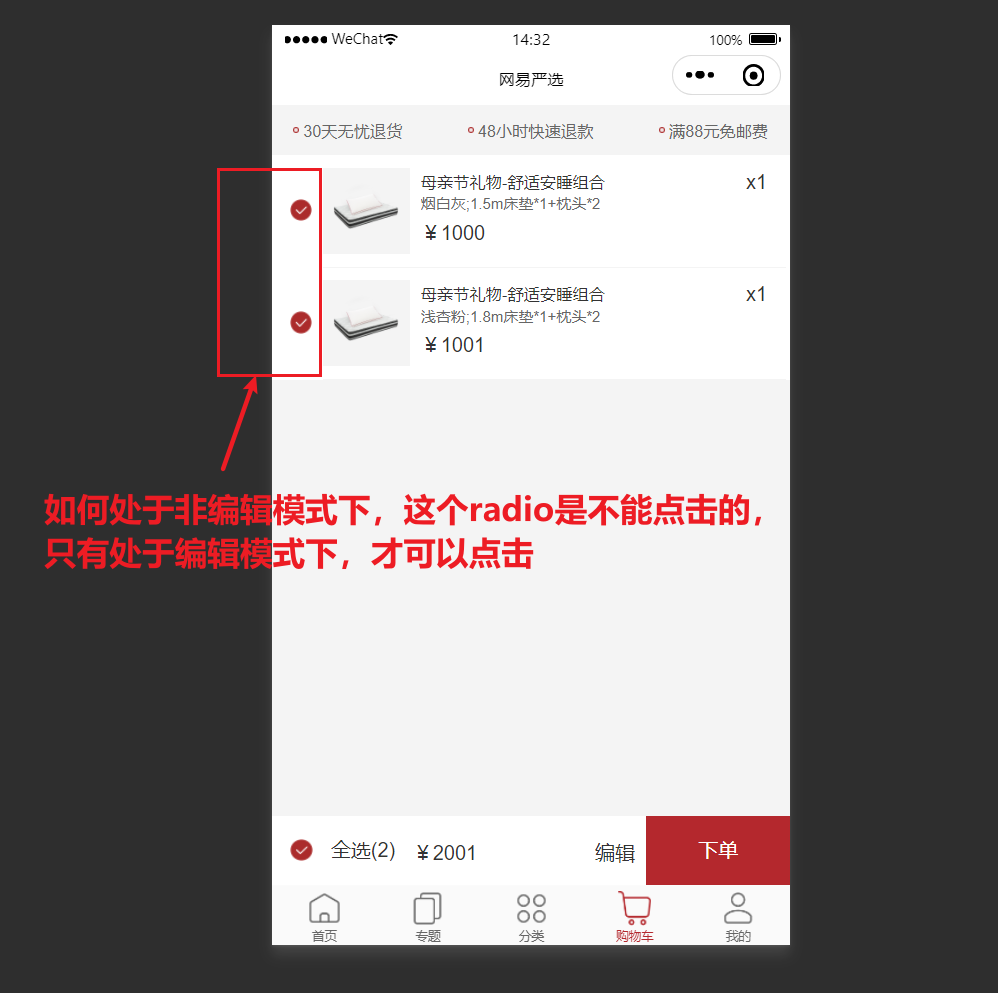 WeChat 14:32 100%
网易严选
30天无忧退货 48小时快速退款 满88元免邮费
母亲节礼物-舒适安睡组合 x1
烟白灰;1.5m床垫*1+枕头*2
￥1000
母亲节礼物-舒适安睡组合 x1
浅杏粉;1.8m床垫*1+枕头*2
￥1001
如何处于非编辑模式下，这个radio是不能点击的，
只有处于编辑模式下，才可以点击
全选(2) ￥2001 编辑 下单
首页 专题 分类 购物车 我的